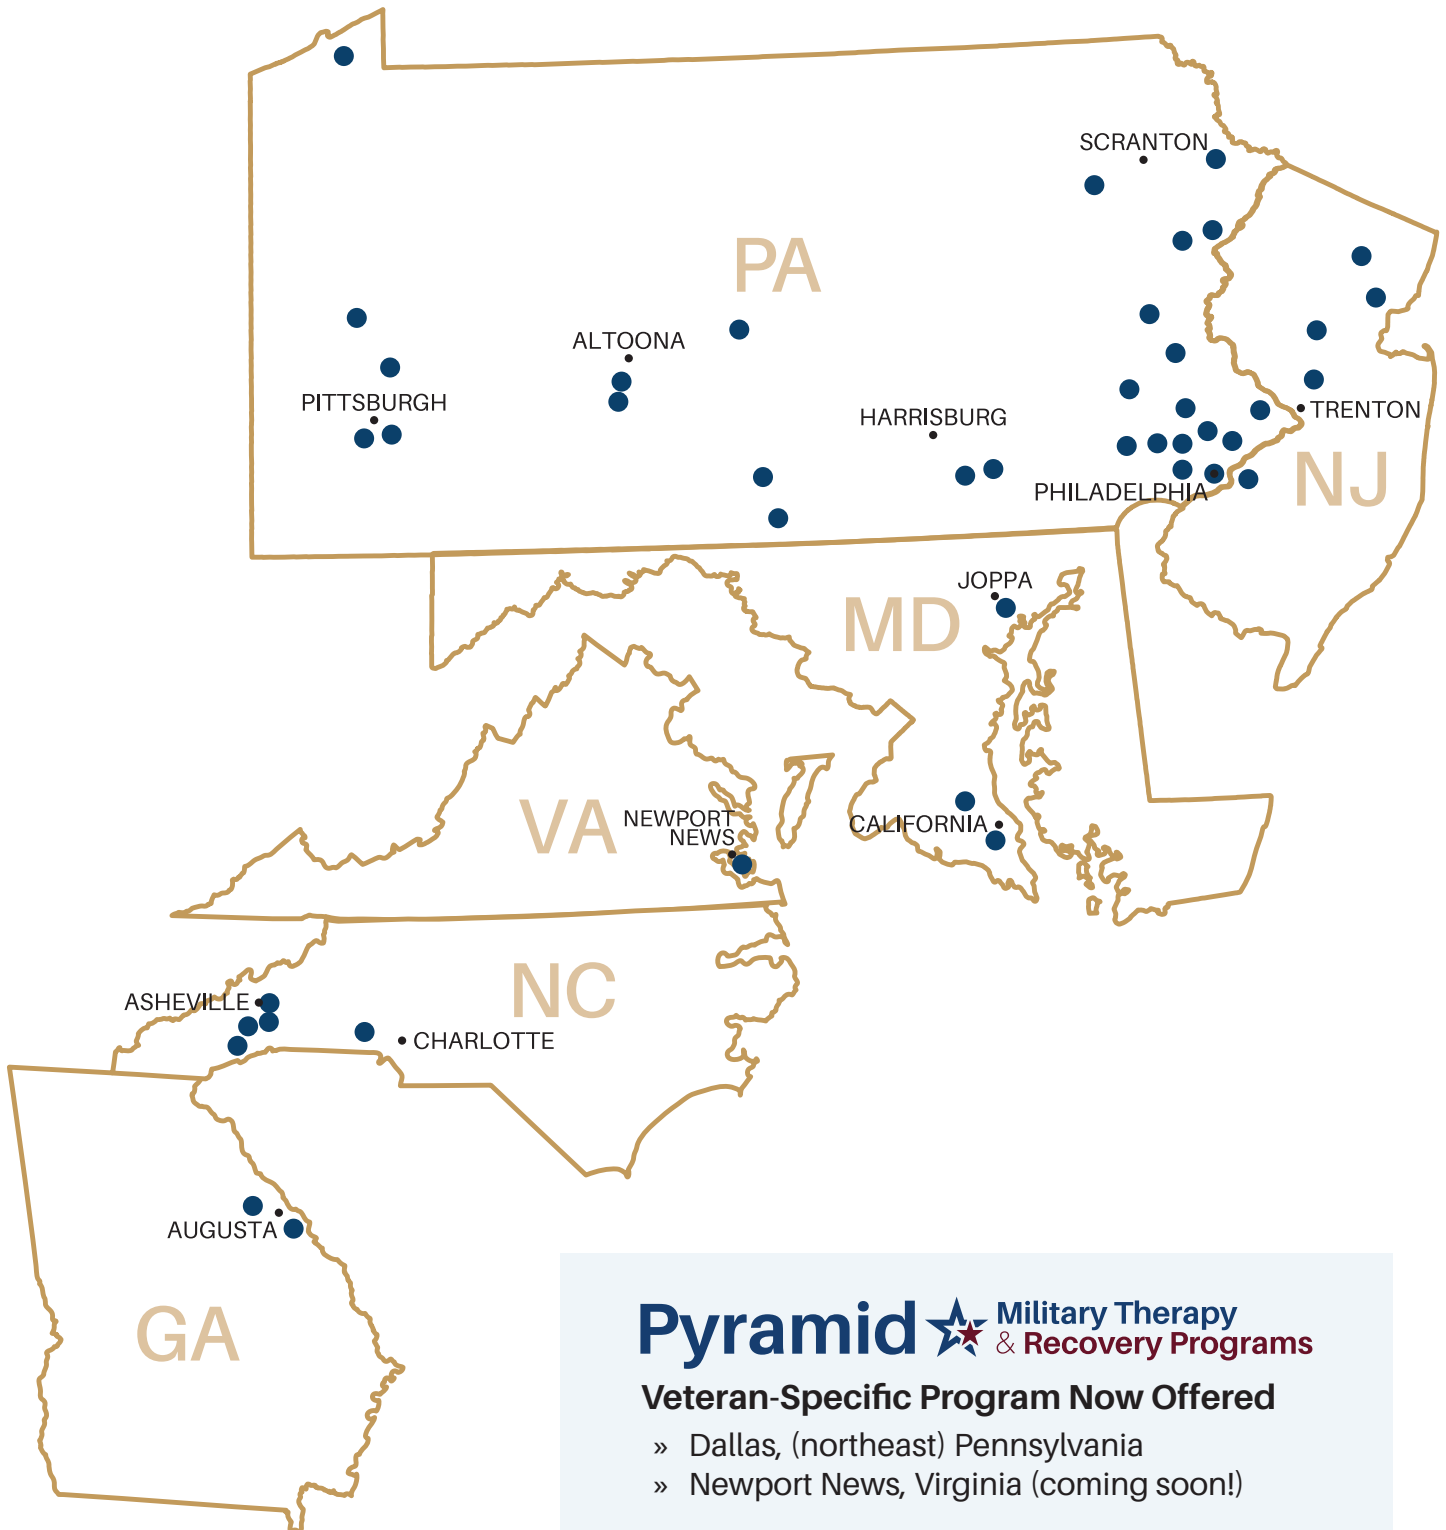 SCRANTON
PA
ALTOONA
PITTSBURGH
HARRISBURG
TRENTON
NJ
PHILADELPHIA
JOPPA
MD
VA
NEWPORT
NEWS
CALIFORNIA
NC
ASHEVILLE
CHARLOTTE
AUGUSTA
GA
Pyramid Military Therapy
& Recovery Programs
Veteran-Specific Program Now Offered
» Dallas, (northeast) Pennsylvania
» Newport News, Virginia (coming soon!)